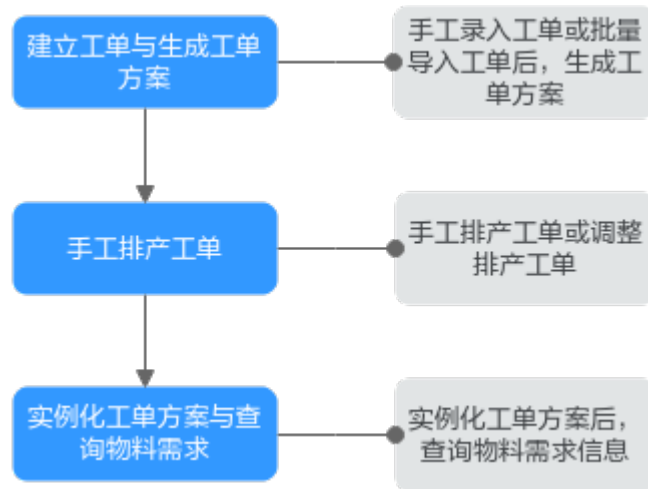 建立工单与生成工单
方案
手工录入工单或批量
导入工单后，生成工
单方案
手工排产工单
手工排产工单或调整
排产工单
实例化工单方案与查
询物料需求
实例化工单方案后，
查询物料需求信息